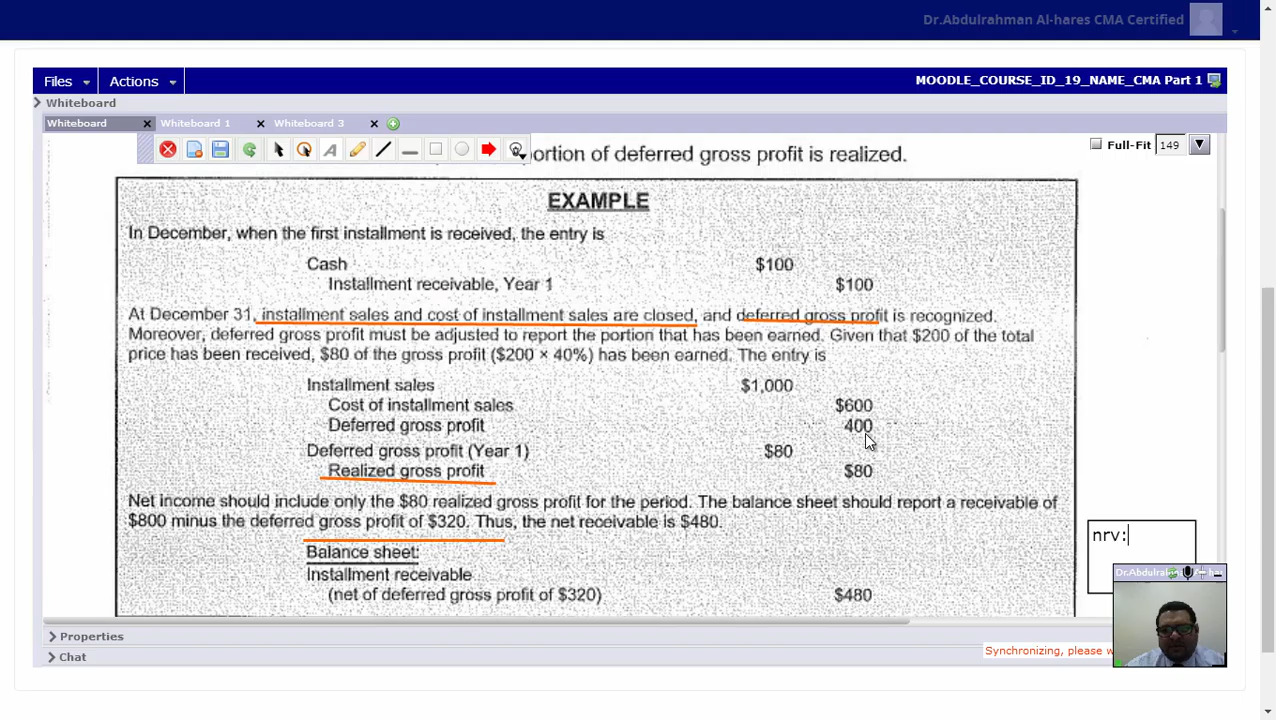 Dr.Abdulrahman Al-hares CMA Certified
Files Actions MOODLE_COURSE_ID_19_NAME_CMA Part 1
Whiteboard
Whiteboard Whiteboard 1 Whiteboard 3
Full-Fit 149
portion of deferred gross profit is realized.
EXAMPLE
In December, when the first installment is received, the entry is
Cash $100
Installment receivable, Year 1 $100
At December 31, installment sales and cost of installment sales are closed, and deferred gross profit is recognized.
Moreover, deferred gross profit must be adjusted to report the portion that has been earned. Given that $200 of the total
price has been received, $80 of the gross profit ($200 × 40%) has been earned. The entry is
Installment sales $1,000
Cost of installment sales $600
Deferred gross profit 400
Deferred gross profit (Year 1) $80
Realized gross profit $80
Net income should include only the $80 realized gross profit for the period. The balance sheet should report a receivable of
$800 minus the deferred gross profit of $320. Thus, the net receivable is $480.
nrv:
Balance sheet:
Installment receivable
(net of deferred gross profit of $320) $480
Properties
Synchronizing, please
Chat